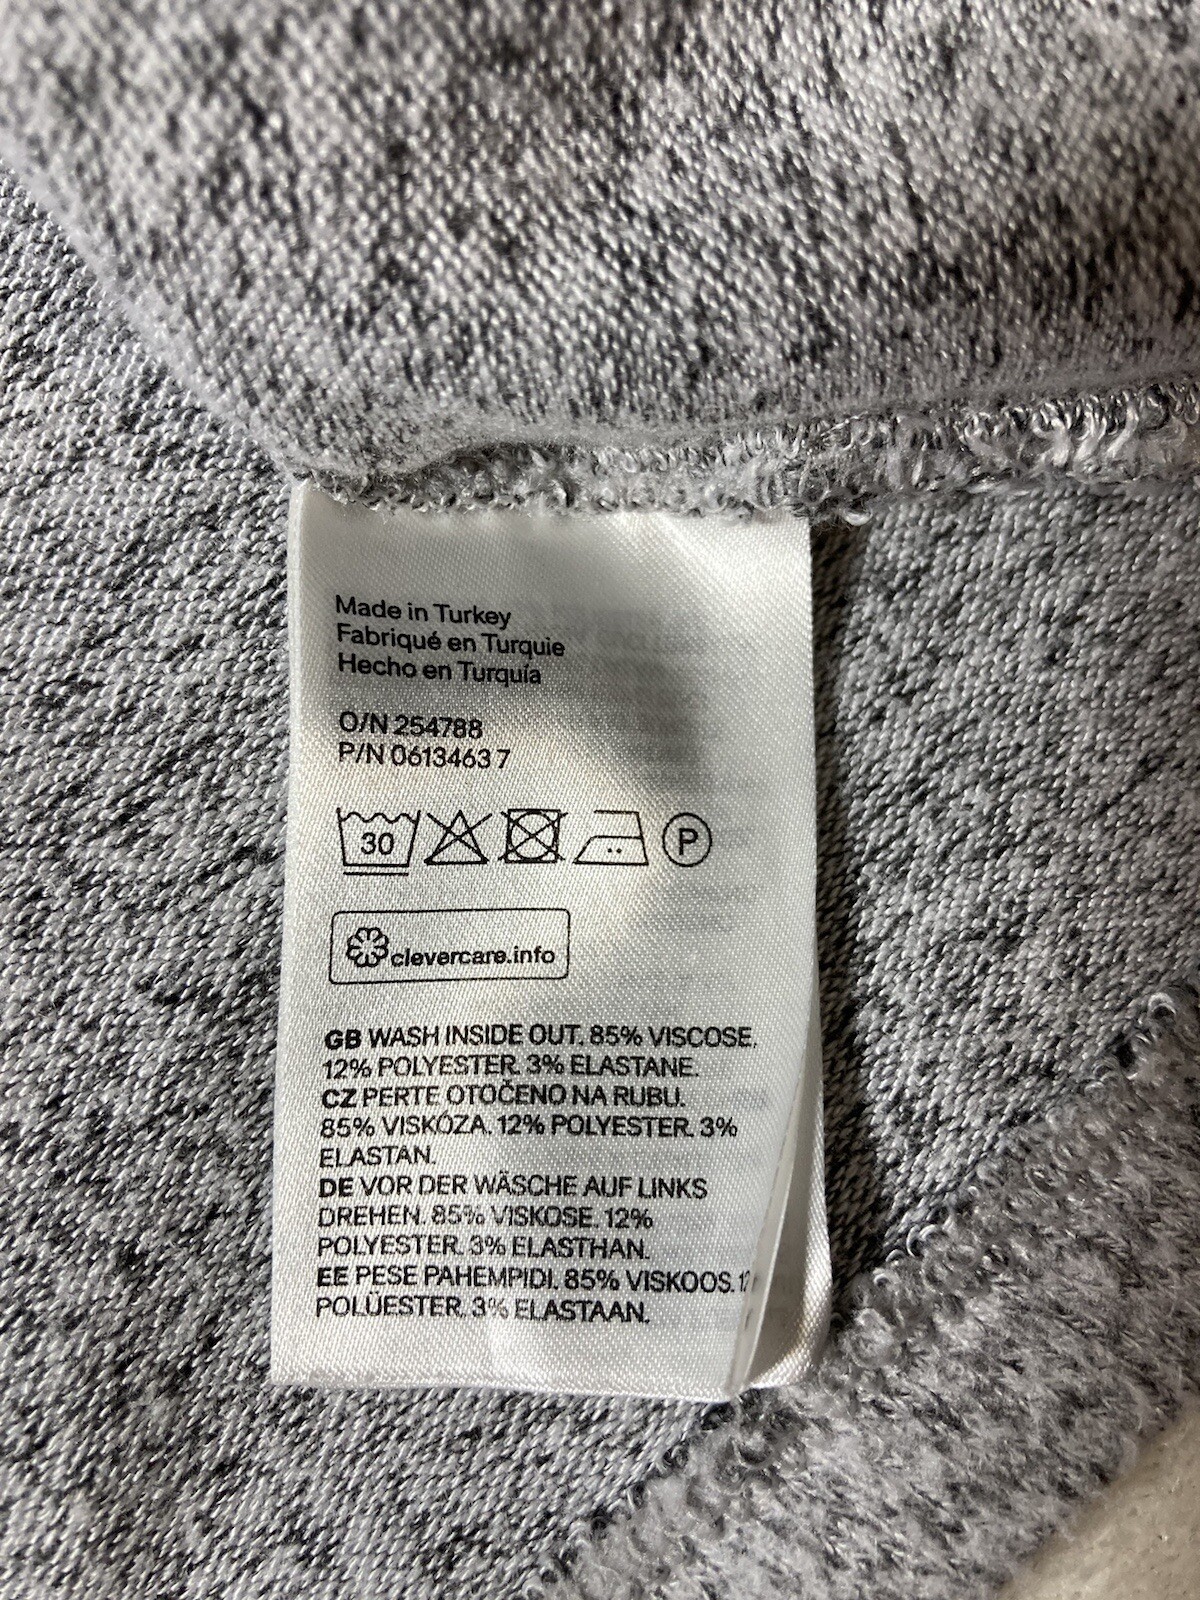 Made in Turkey
Fabriqué en Turquie
Hecho en Turquía
O/N 254788
P/N 0613463 7
30
P
clevercare.info
GB WASH INSIDE OUT. 85% VISCOSE.
12% POLYESTER. 3% ELASTANE.
CZ PERTE OTOČENO NA RUBU.
85% VISKÓZA. 12% POLYESTER. 3%
ELASTAN.
DE VOR DER WÄSCHE AUF LINKS
DREHEN. 85% VISKOSE. 12%
POLYESTER. 3% ELASTHAN.
EE PESE PAHEMPIDI. 85% VISKOOS.
POLÜESTER. 3% ELASTAAN.